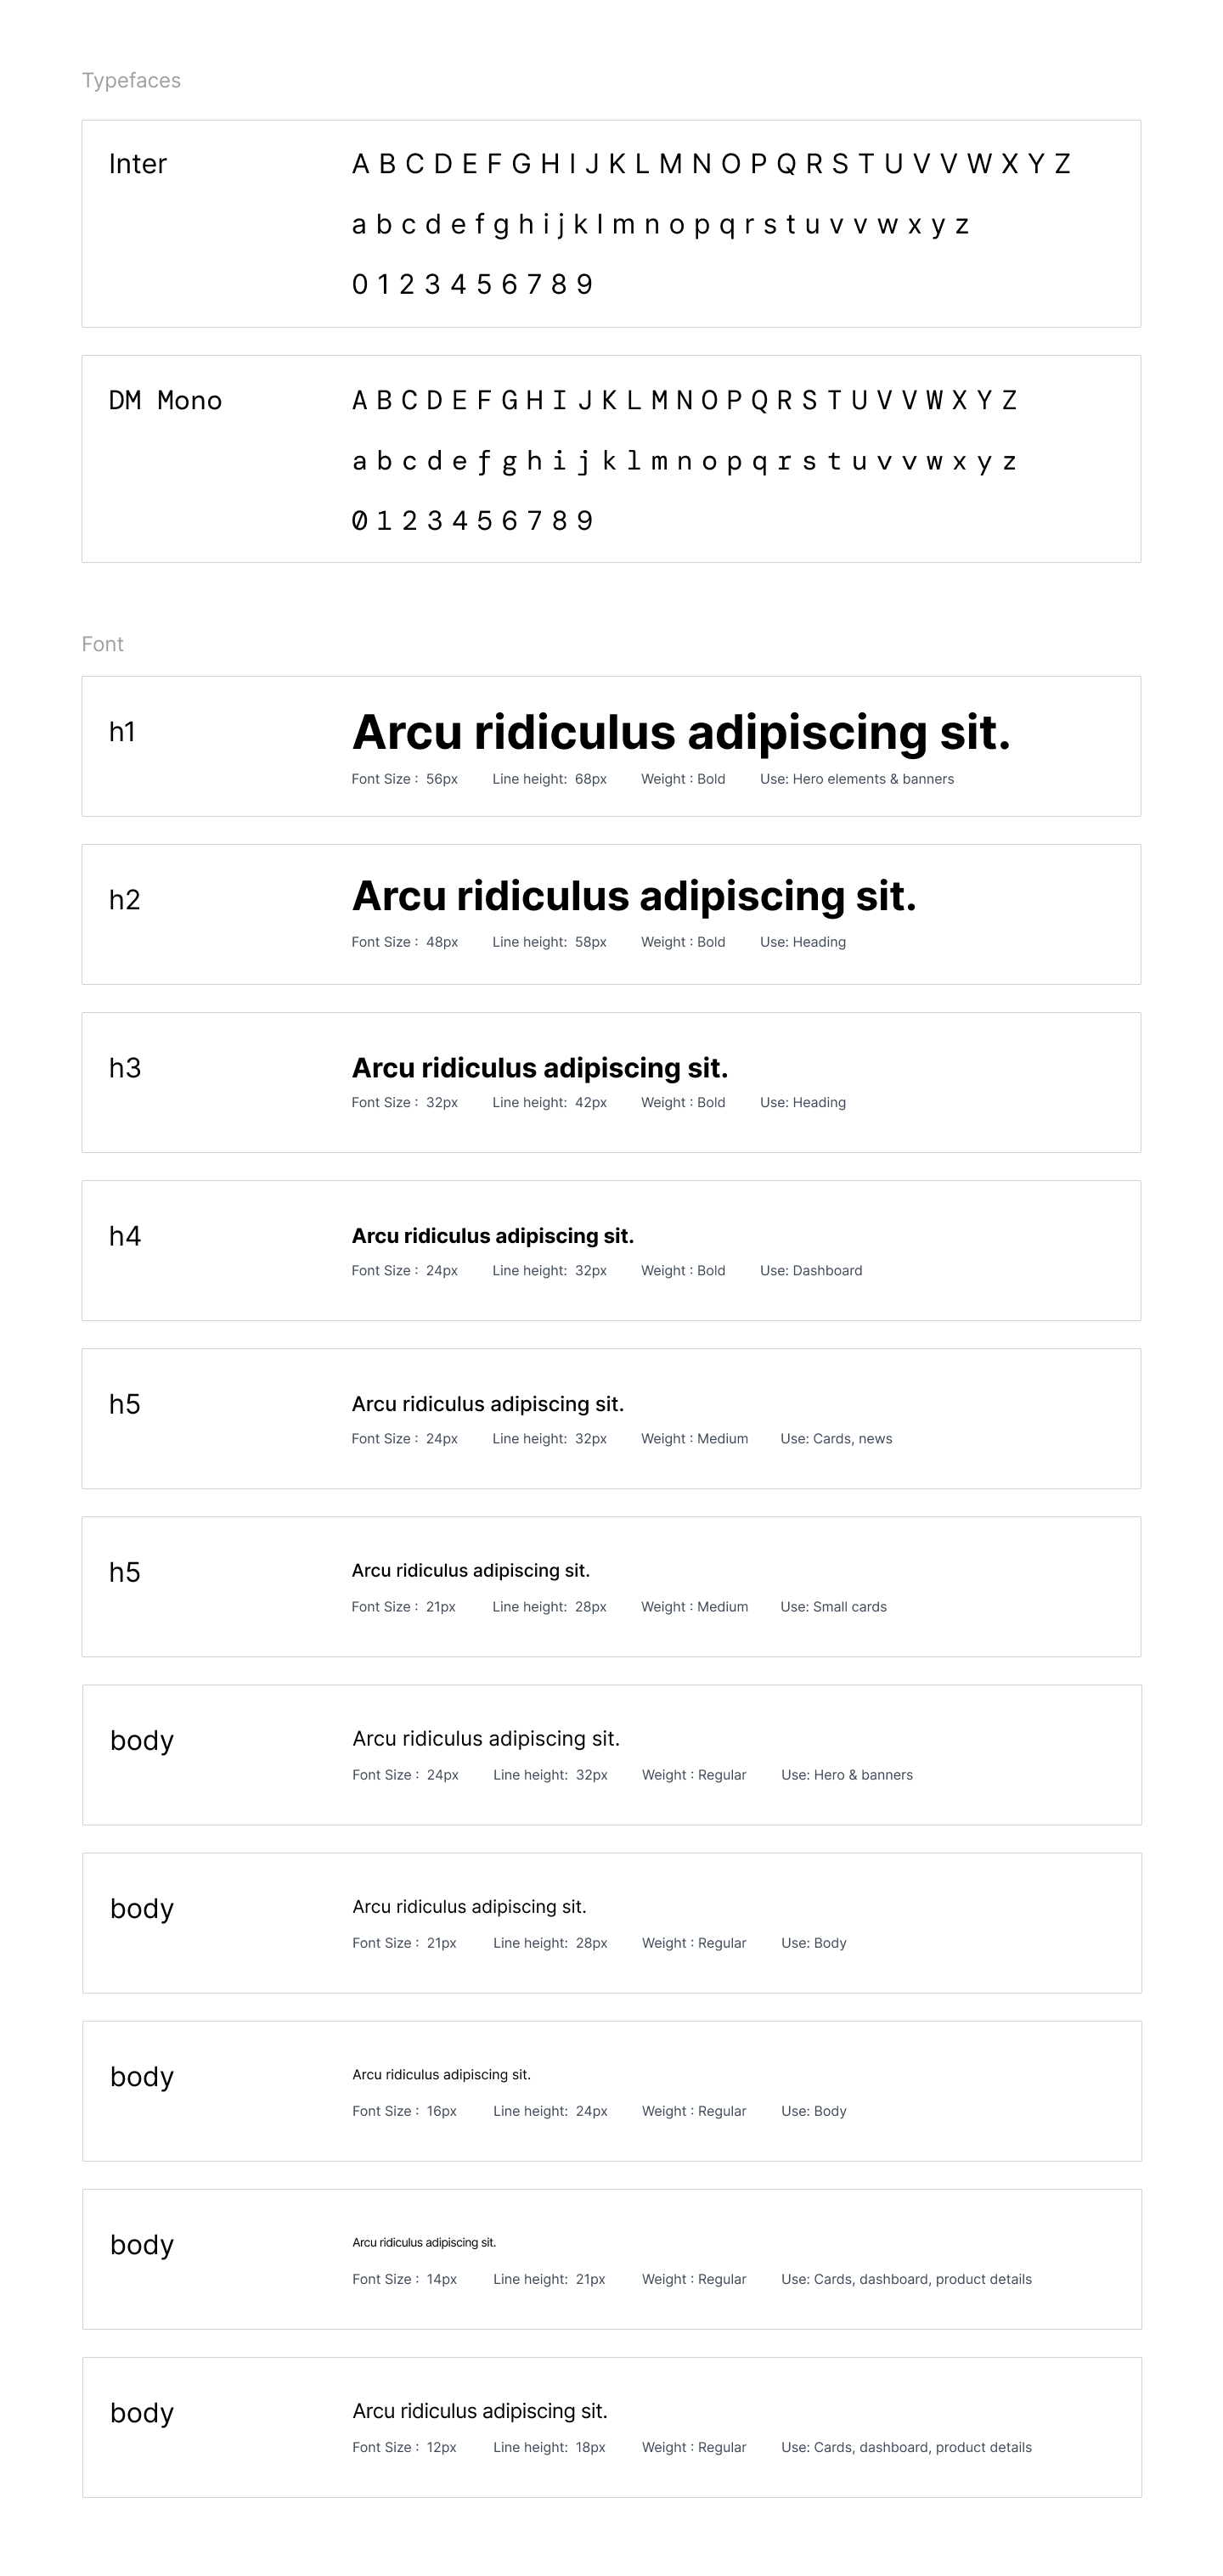 Typefaces
Inter
A B C D E F G H I J K L M N O P Q R S T U V V W X Y Z
a b c d e f g h i j k l m n o p q r s t u v v w x y z
0 1 2 3 4 5 6 7 8 9
DM Mono
A B C D E F G H I J K L M N O P Q R S T U V V W X Y Z
a b c d e f g h i j k l m n o p q r s t u v v w x y z
0 1 2 3 4 5 6 7 8 9
Font
h1
Arcu ridiculus adipiscing sit.
Font Size : 56px Line height: 68px Weight : Bold Use: Hero elements & banners
h2
Arcu ridiculus adipiscing sit.
Font Size : 48px Line height: 58px Weight : Bold Use: Heading
h3
Arcu ridiculus adipiscing sit.
Font Size : 32px Line height: 42px Weight : Bold Use: Heading
h4
Arcu ridiculus adipiscing sit.
Font Size : 24px Line height: 32px Weight : Bold Use: Dashboard
h5
Arcu ridiculus adipiscing sit.
Font Size : 24px Line height: 32px Weight : Medium Use: Cards, news
h5
Arcu ridiculus adipiscing sit.
Font Size : 21px Line height: 28px Weight : Medium Use: Small cards
body
Arcu ridiculus adipiscing sit.
Font Size : 24px Line height: 32px Weight : Regular Use: Hero & banners
body
Arcu ridiculus adipiscing sit.
Font Size : 21px Line height: 28px Weight : Regular Use: Body
body
Arcu ridiculus adipiscing sit.
Font Size : 16px Line height: 24px Weight : Regular Use: Body
body
Arcu ridiculus adipiscing sit.
Font Size : 14px Line height: 21px Weight : Regular Use: Cards, dashboard, product details
body
Arcu ridiculus adipiscing sit.
Font Size : 12px Line height: 18px Weight : Regular Use: Cards, dashboard, product details